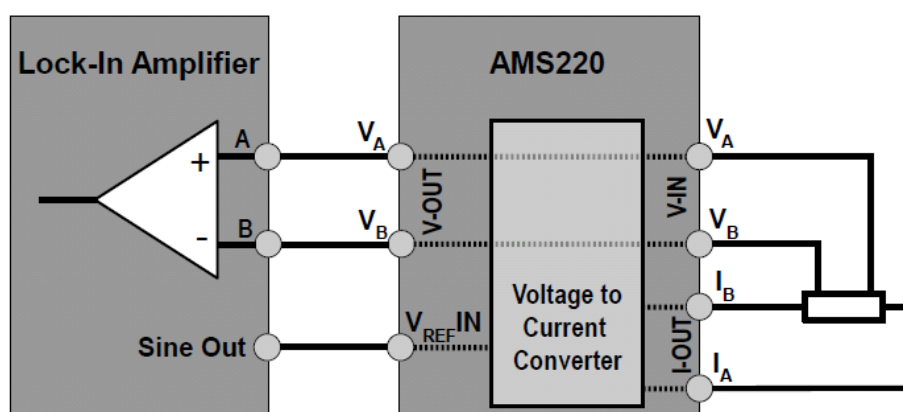 Lock-In Amplifier
AMS220
A
+
B
-
Sine Out
V_A
V_B
V-OUT
V_REF IN
Voltage to
Current
Converter
V-IN
I-OUT
V_A
V_B
I_B
I_A